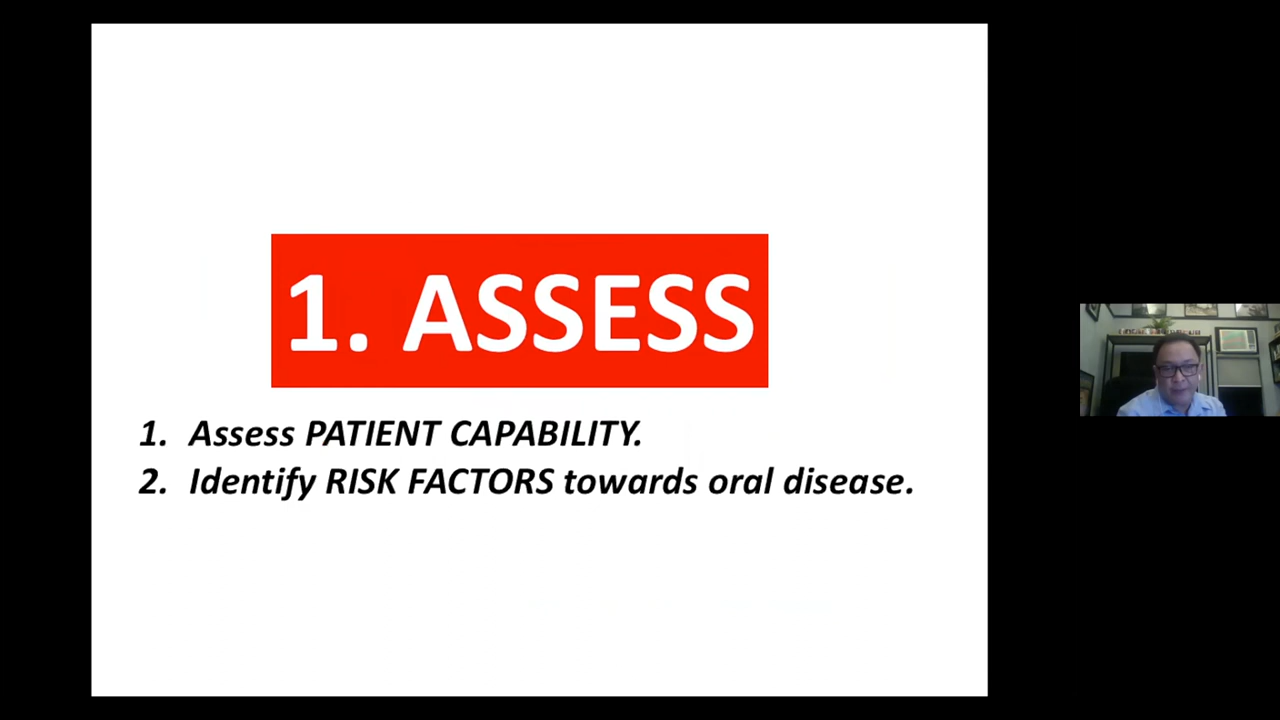 1. ASSESS
1. Assess PATIENT CAPABILITY.
2. Identify RISK FACTORS towards oral disease.